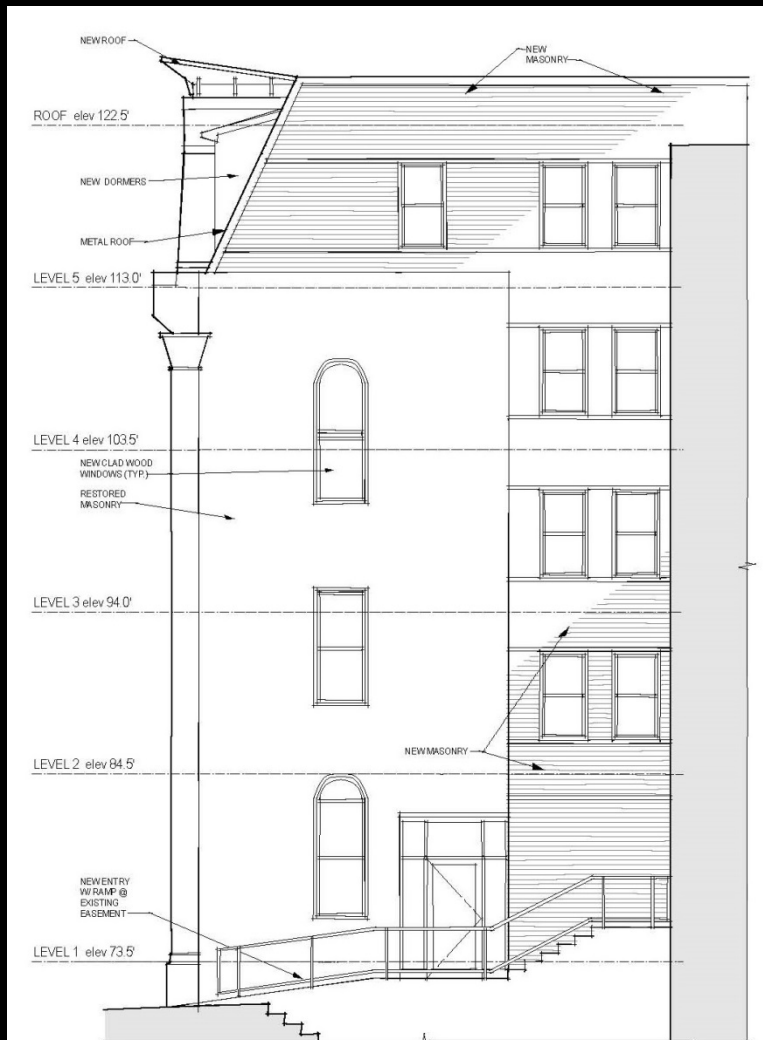 NEW ROOF
NEW
MASONRY
ROOF elev 122.5'
NEW DORMERS
METAL ROOF
LEVEL 5 elev 113.0'
LEVEL 4 elev 103.5'
NEW CLAD WOOD
WINDOWS (TYP.)
RESTORED
MASONRY
LEVEL 3 elev 94.0'
NEW MASONRY
LEVEL 2 elev 84.5'
NEW ENTRY
W/ RAMP @
EXISTING
EASEMENT
LEVEL 1 elev 73.5'